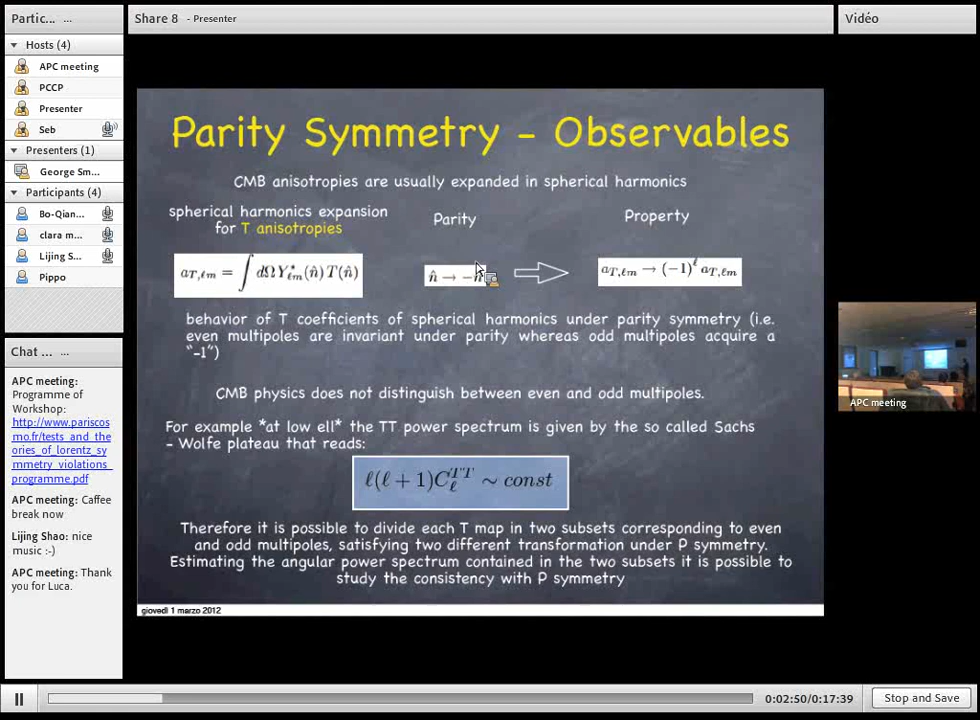 Partic... ...
Hosts (4)
APC meeting
PCCP
Presenter
Seb
Presenters (1)
George Sm...
Participants (4)
Bo-Qian...
clara m...
Lijing S...
Pippo
Chat ... ...
APC meeting:
Programme of
Workshop:
http://www.parisco
smo.fr/tests_and_the
ories_of_lorentz_sy
mmetry_violations_
programme.pdf
APC meeting: Caffee
break now
Lijing Shao: nice
music :-)
APC meeting: Thank
you for Luca.
Share 8 - Presenter
Parity Symmetry - Observables
CMB anisotropies are usually expanded in spherical harmonics
spherical harmonics expansion
for T anisotropies
Parity
Property
a_{T,ℓm} = ∫ dΩ Y*_{ℓm}(n̂) T(n̂)
n̂ → −n̂
a_{T,ℓm} → (−1)^ℓ a_{T,ℓm}
behavior of T coefficients of spherical harmonics under parity symmetry (i.e.
even multipoles are invariant under parity whereas odd multipoles acquire a
"-1")
CMB physics does not distinguish between even and odd multipoles.
For example *at low ell* the TT power spectrum is given by the so called Sachs
- Wolfe plateau that reads:
ℓ(ℓ + 1)C_ℓ^{TT} ∼ const
Therefore it is possible to divide each T map in two subsets corresponding to even
and odd multipoles, satisfying two different transformation under P symmetry.
Estimating the angular power spectrum contained in the two subsets it is possible to
study the consistency with P symmetry
giovedì 1 marzo 2012
Vidéo
APC meeting
0:02:50/0:17:39
Stop and Save